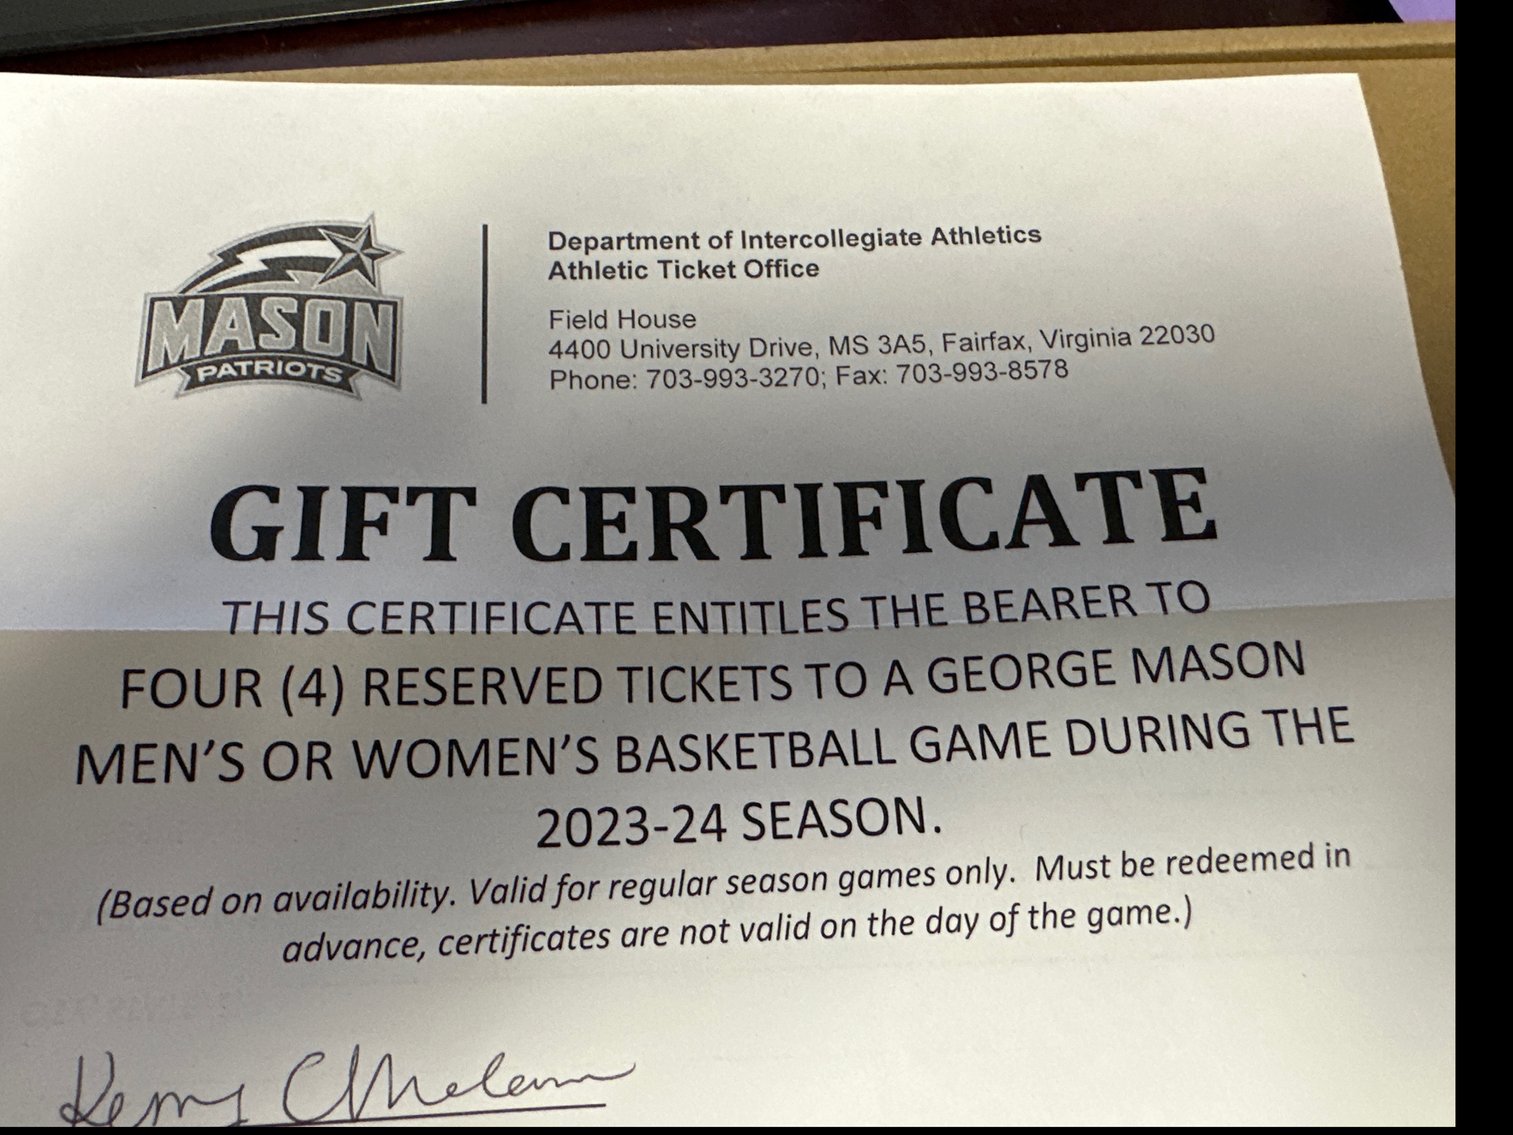 MASON
PATRIOTS
Department of Intercollegiate Athletics
Athletic Ticket Office
Field House
4400 University Drive, MS 3A5, Fairfax, Virginia 22030
Phone: 703-993-3270; Fax: 703-993-8578
GIFT CERTIFICATE
THIS CERTIFICATE ENTITLES THE BEARER TO
FOUR (4) RESERVED TICKETS TO A GEORGE MASON
MEN'S OR WOMEN'S BASKETBALL GAME DURING THE
2023-24 SEASON.
(Based on availability. Valid for regular season games only.  Must be redeemed in
advance, certificates are not valid on the day of the game.)